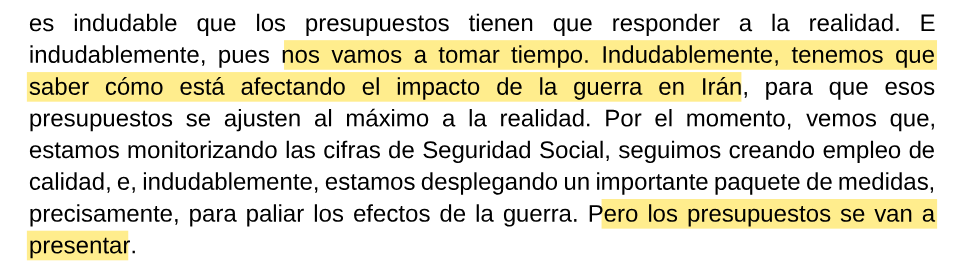 es indudable que los presupuestos tienen que responder a la realidad. E
indudablemente, pues nos vamos a tomar tiempo. Indudablemente, tenemos que
saber cómo está afectando el impacto de la guerra en Irán, para que esos
presupuestos se ajusten al máximo a la realidad. Por el momento, vemos que,
estamos monitorizando las cifras de Seguridad Social, seguimos creando empleo de
calidad, e, indudablemente, estamos desplegando un importante paquete de medidas,
precisamente, para paliar los efectos de la guerra. Pero los presupuestos se van a
presentar.